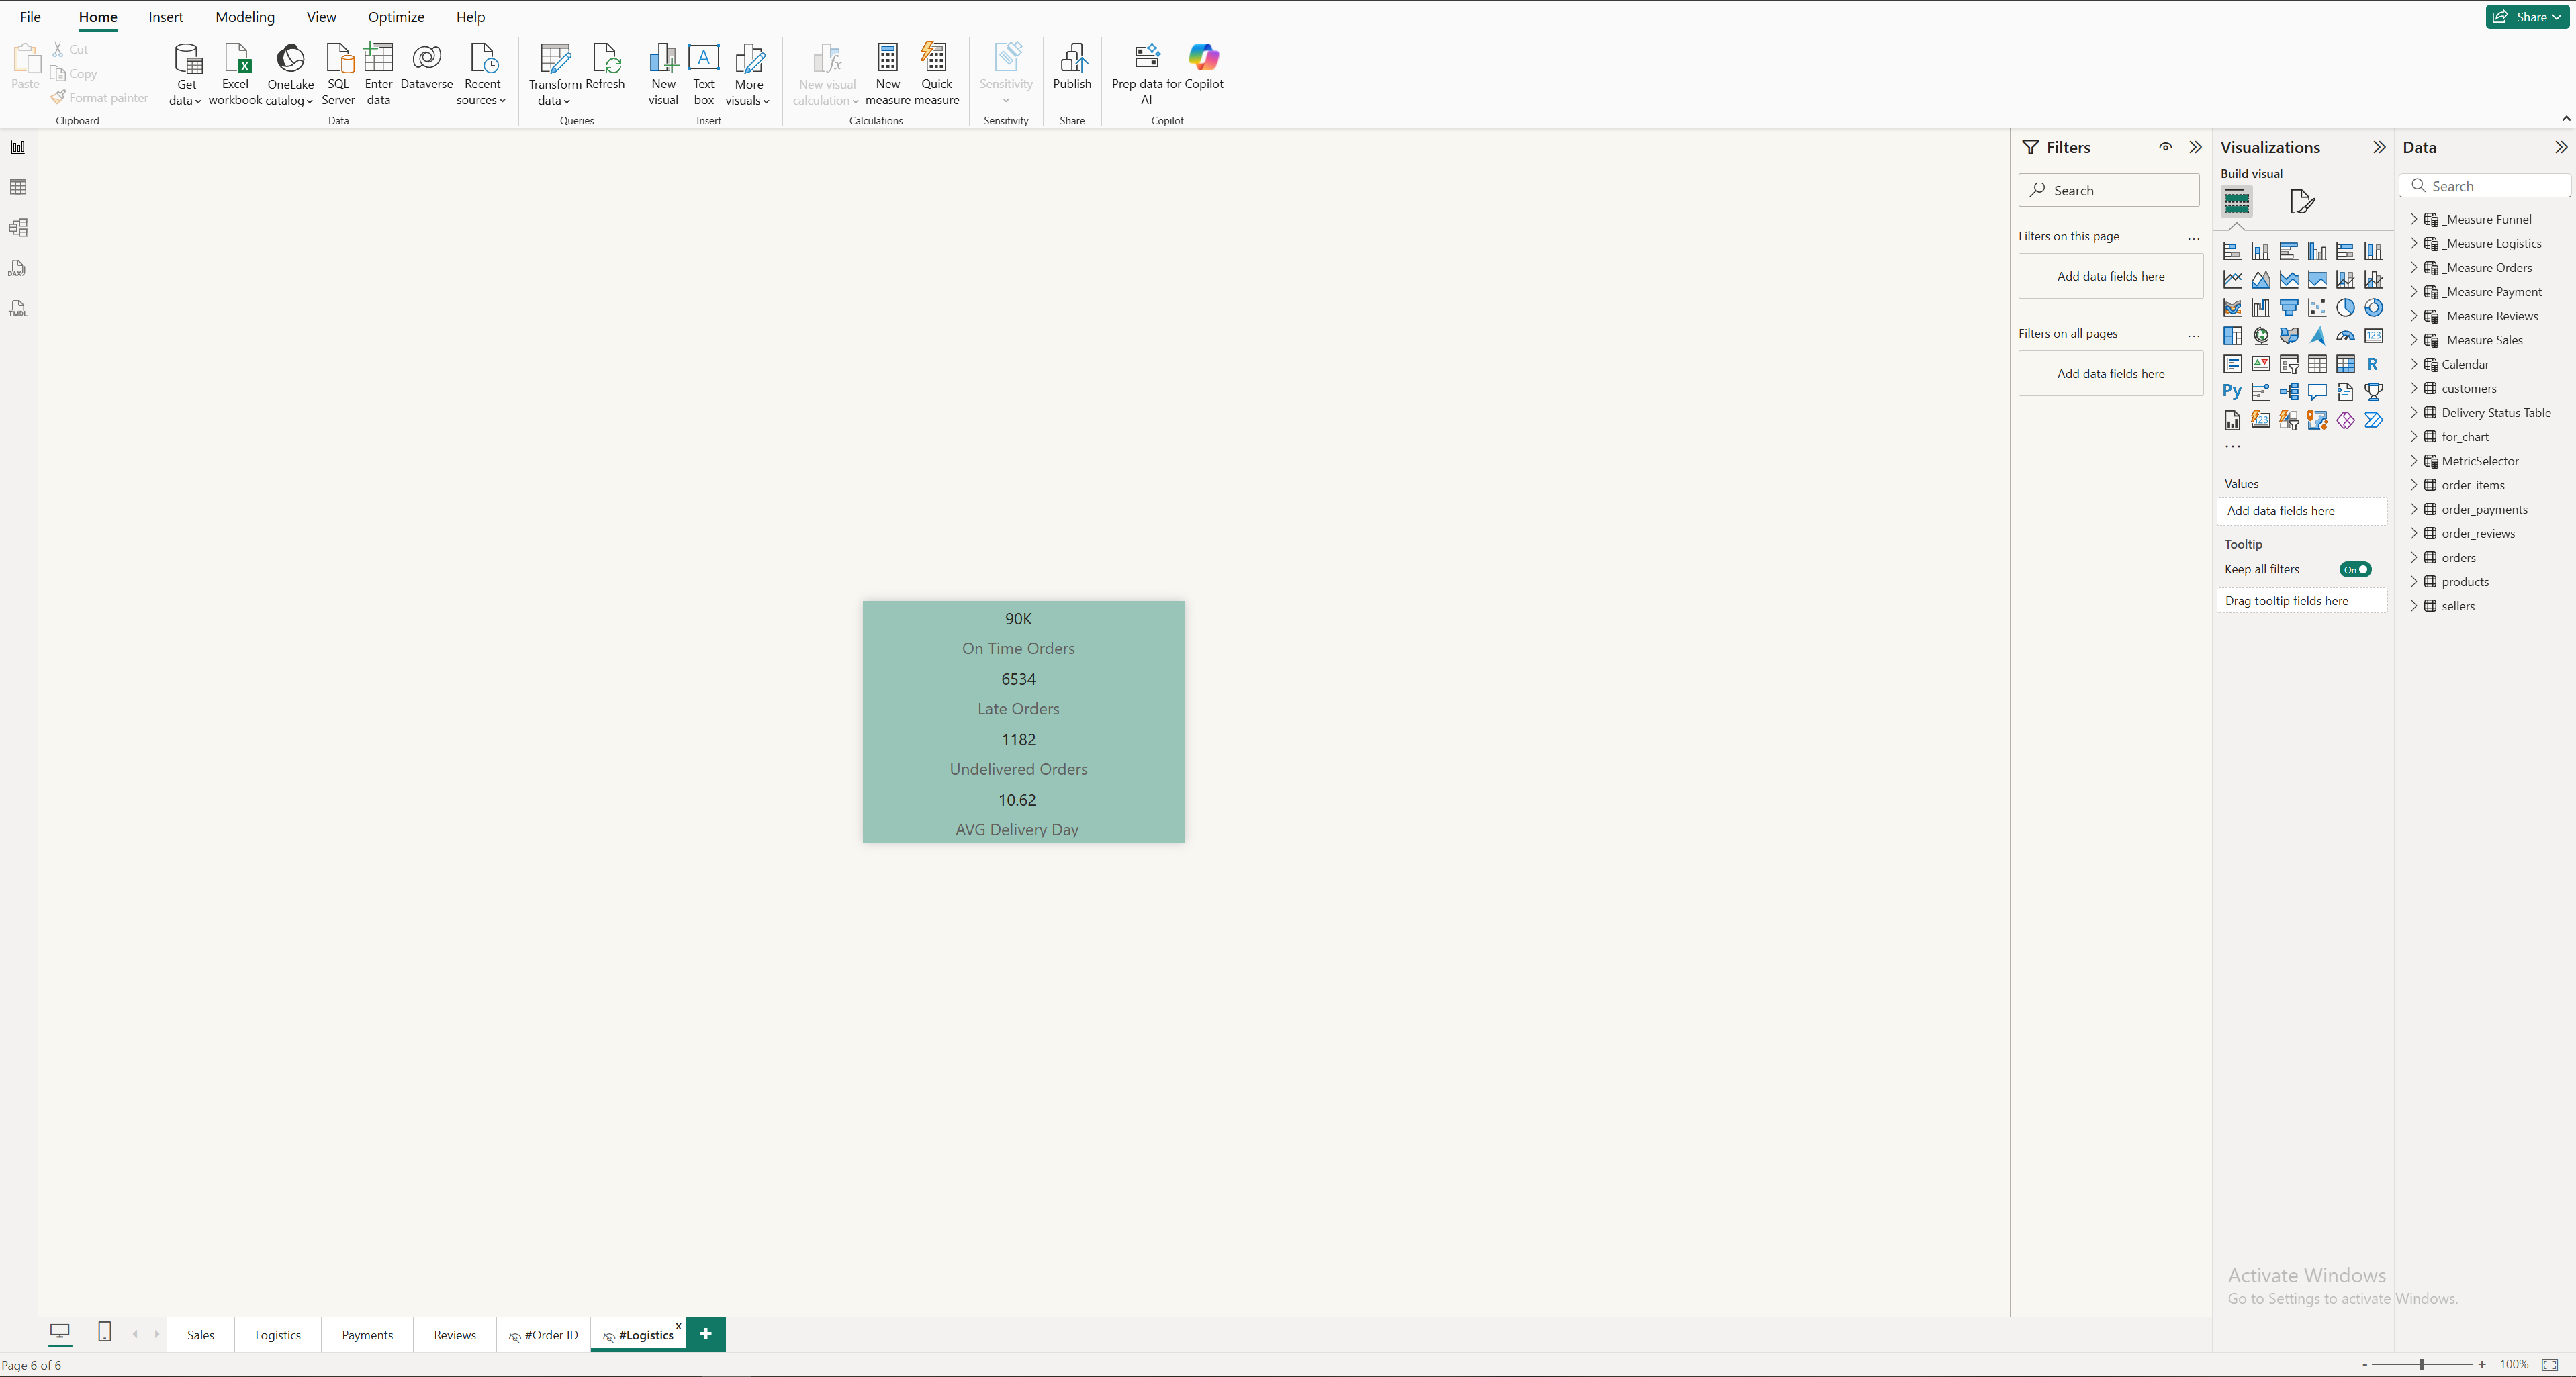 File Home Insert Modeling View Optimize Help Share
Paste Cut
Copy
Format painter
Clipboard
Get data
Excel workbook
OneLake catalog
SQL Server
Enter data
Dataverse
Recent sources
Data
Transform data
Refresh
Queries
New visual
Text box
More visuals
Insert
New visual calculation
New measure
Quick measure
Calculations
Sensitivity
Sensitivity
Publish
Share
Prep data for AI
Copilot
Copilot
DAX
TMDL
90K
On Time Orders
6534
Late Orders
1182
Undelivered Orders
10.62
AVG Delivery Day
Filters
Search
Filters on this page ...
Add data fields here
Filters on all pages ...
Add data fields here
Visualizations
Build visual
123
R
Py
123
...
Values
Add data fields here
Tooltip
Keep all filters On
Drag tooltip fields here
Data
Search
_Measure Funnel
_Measure Logistics
_Measure Orders
_Measure Payment
_Measure Reviews
_Measure Sales
Calendar
customers
Delivery Status Table
for_chart
MetricSelector
order_items
order_payments
order_reviews
orders
products
sellers
Activate Windows
Go to Settings to activate Windows.
Sales Logistics Payments Reviews #Order ID #Logistics x +
Page 6 of 6
- + 100%